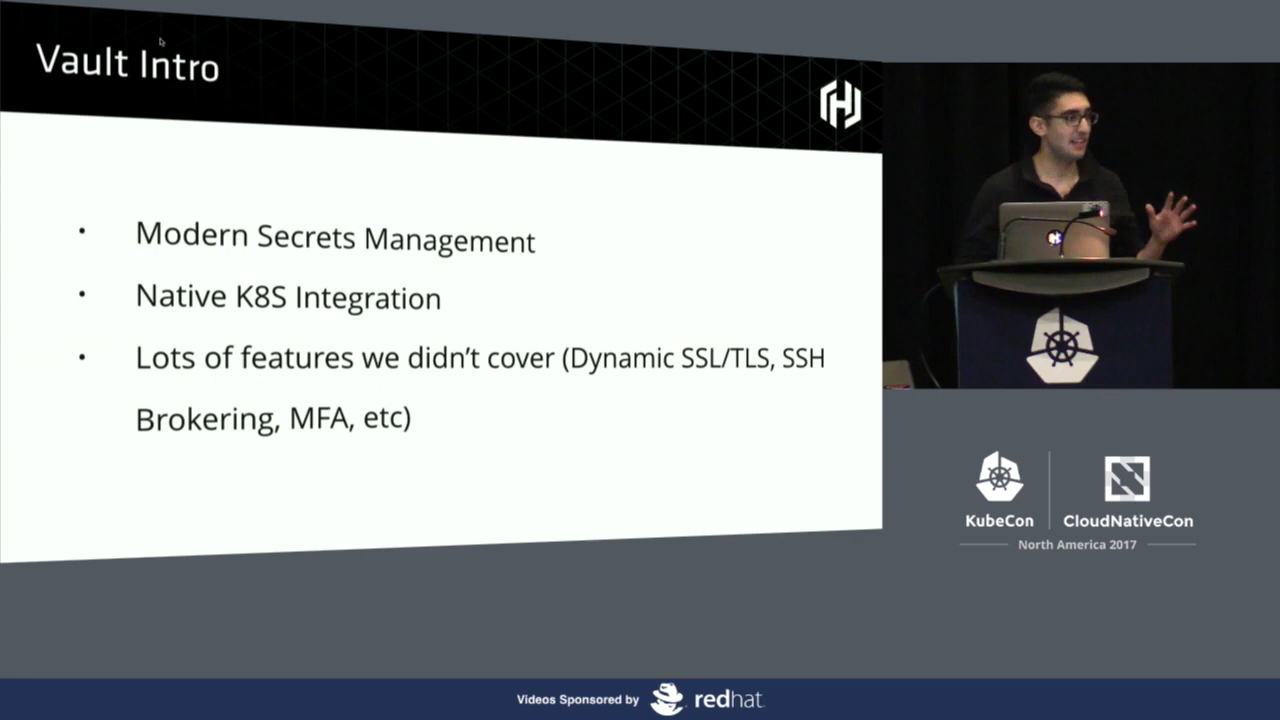 Vault Intro
• Modern Secrets Management
• Native K8S Integration
• Lots of features we didn’t cover (Dynamic SSL/TLS, SSH
Brokering, MFA, etc)
KubeCon
CloudNativeCon
North America 2017
Videos Sponsored by redhat.